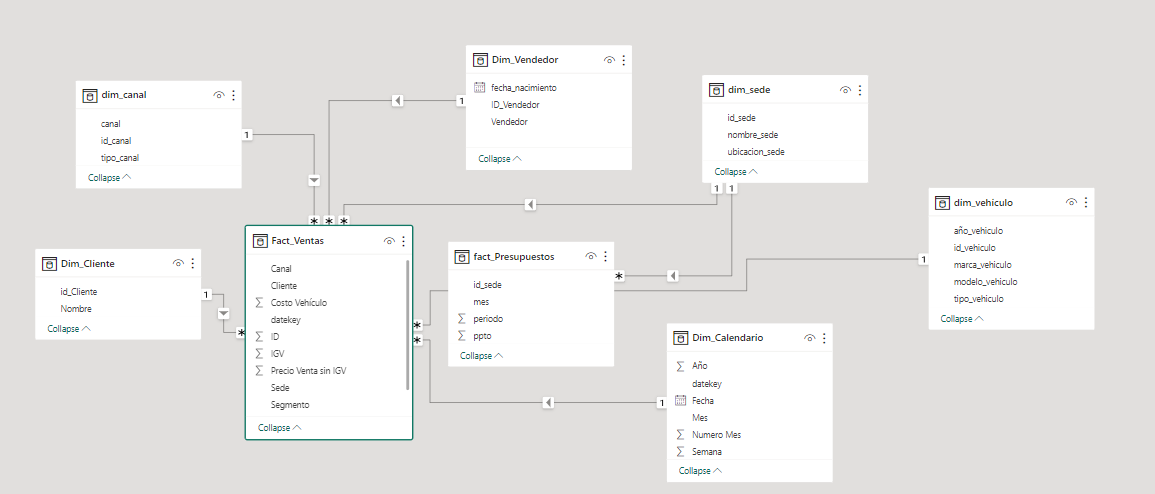 dim_canal
canal
id_canal
tipo_canal
Collapse
Dim_Vendedor
fecha_nacimiento
ID_Vendedor
Vendedor
Collapse
dim_sede
id_sede
nombre_sede
ubicacion_sede
Collapse
dim_vehiculo
año_vehiculo
id_vehiculo
marca_vehiculo
modelo_vehiculo
tipo_vehiculo
Collapse
Dim_Cliente
id_Cliente
Nombre
Collapse
Fact_Ventas
Canal
Cliente
Costo Vehículo
datekey
ID
IGV
Precio Venta sin IGV
Sede
Segmento
Collapse
fact_Presupuestos
id_sede
mes
periodo
ppto
Collapse
Dim_Calendario
Año
datekey
Fecha
Mes
Numero Mes
Semana
Collapse
1
1
1
1
1
1
1
*
*
*
*
*
*
*